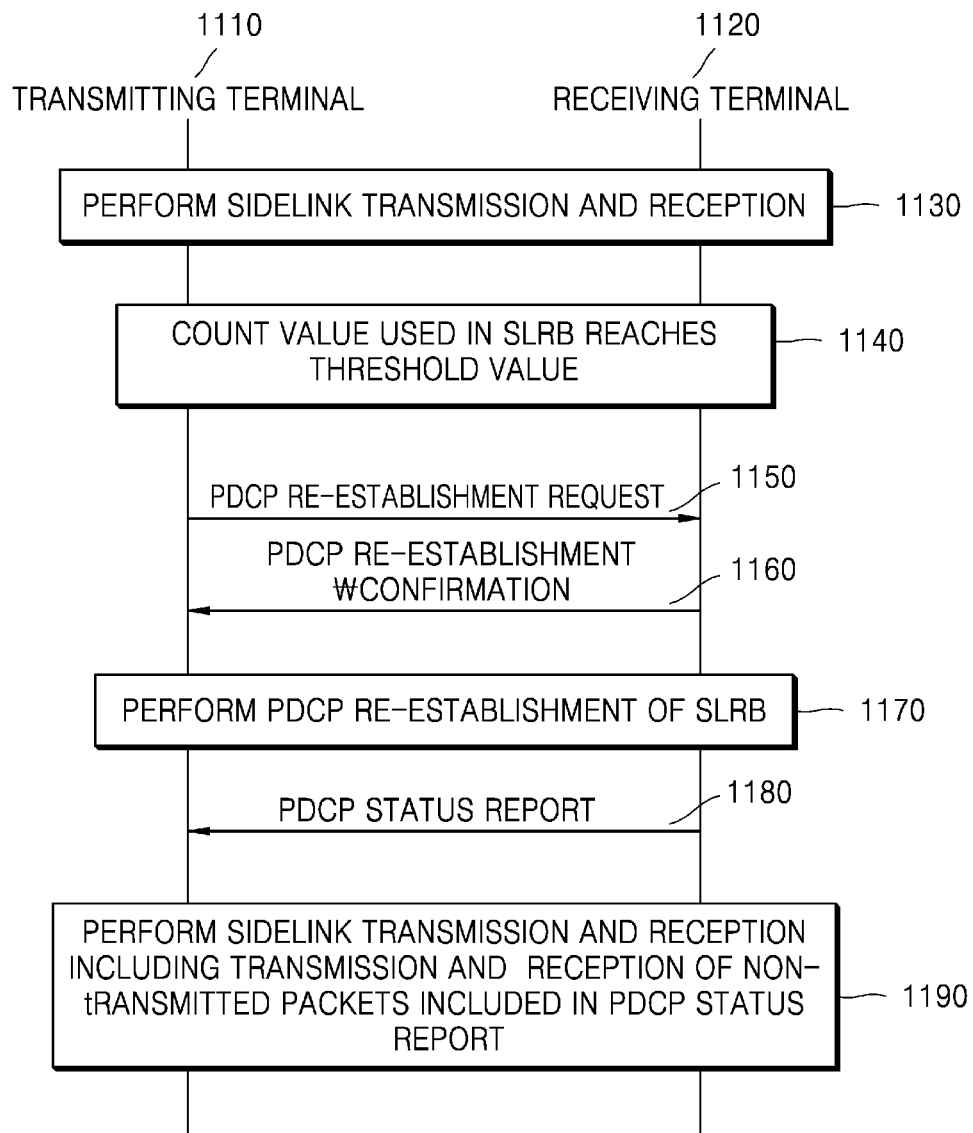 1110
1120
TRANSMITTING TERMINAL
RECEIVING TERMINAL
PERFORM SIDELINK TRANSMISSION AND RECEPTION
1130
COUNT VALUE USED IN SLRB REACHES
THRESHOLD VALUE
1140
1150
PDCP RE-ESTABLISHMENT REQUEST
PDCP RE-ESTABLISHMENT
₩CONFIRMATION
1160
PERFORM PDCP RE-ESTABLISHMENT OF SLRB
1170
1180
PDCP STATUS REPORT
PERFORM SIDELINK TRANSMISSION AND RECEPTION
INCLUDING TRANSMISSION AND RECEPTION OF NON-
tRANSMITTED PACKETS INCLUDED IN PDCP STATUS
REPORT
1190